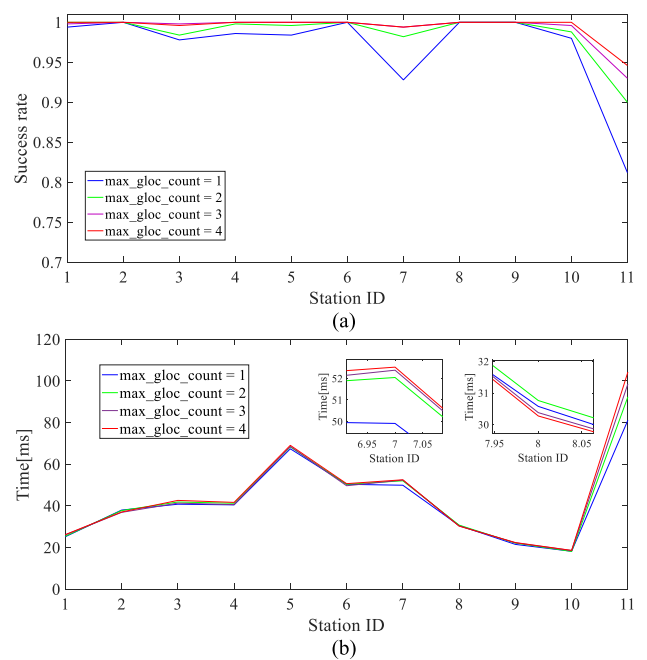 1
0.95
0.9
0.85
0.8
0.75
0.7
Success rate
max_gloc_count = 1
max_gloc_count = 2
max_gloc_count = 3
max_gloc_count = 4
1 2 3 4 5 6 7 8 9 10 11
Station ID
(a)
120
100
80
60
40
20
0
Time[ms]
max_gloc_count = 1
max_gloc_count = 2
max_gloc_count = 3
max_gloc_count = 4
52
51
50
Time[ms]
6.95 7 7.05
Station ID
32
31
30
Time[ms]
7.95 8 8.05
Station ID
1 2 3 4 5 6 7 8 9 10 11
Station ID
(b)